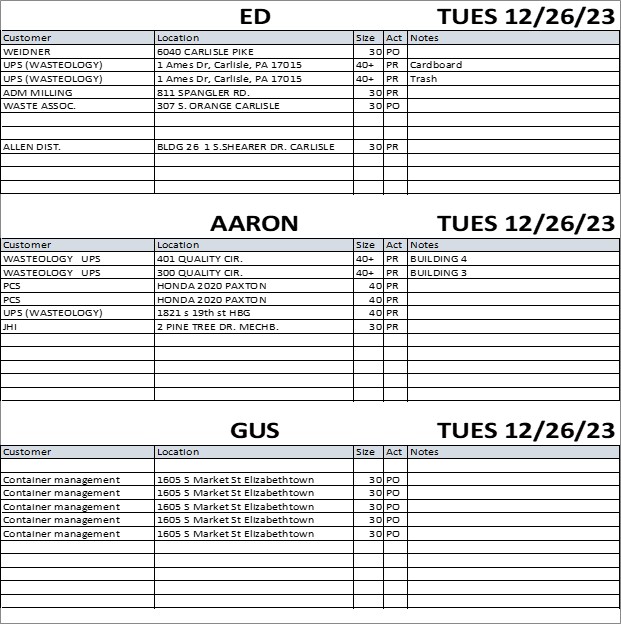 ED TUES 12/26/23
Customer Location Size Act Notes
WEIDNER 6040 CARLISLE PIKE 30 PO
UPS (WASTEOLOGY) 1 Ames Dr, Carlisle, PA 17015 40+ PR Cardboard
UPS (WASTEOLOGY) 1 Ames Dr, Carlisle, PA 17015 40+ PR Trash
ADM MILLING 811 SPANGLER RD. 30 PR
WASTE ASSOC. 307 S. ORANGE CARLISLE 30 PO
ALLEN DIST. BLDG 26 1 S.SHEARER DR. CARLISLE 30 PR
AARON TUES 12/26/23
Customer Location Size Act Notes
WASTEOLOGY UPS 401 QUALITY CIR. 40+ PR BUILDING 4
WASTEOLOGY UPS 300 QUALITY CIR. 40+ PR BUILDING 3
PCS HONDA 2020 PAXTON 40 PR
PCS HONDA 2020 PAXTON 40 PR
UPS (WASTEOLOGY) 1821 s 19th st HBG 40 PR
JHI 2 PINE TREE DR. MECHB. 30 PR
GUS TUES 12/26/23
Customer Location Size Act Notes
Container management 1605 S Market St Elizabethtown 30 PO
Container management 1605 S Market St Elizabethtown 30 PO
Container management 1605 S Market St Elizabethtown 30 PO
Container management 1605 S Market St Elizabethtown 30 PO
Container management 1605 S Market St Elizabethtown 30 PO